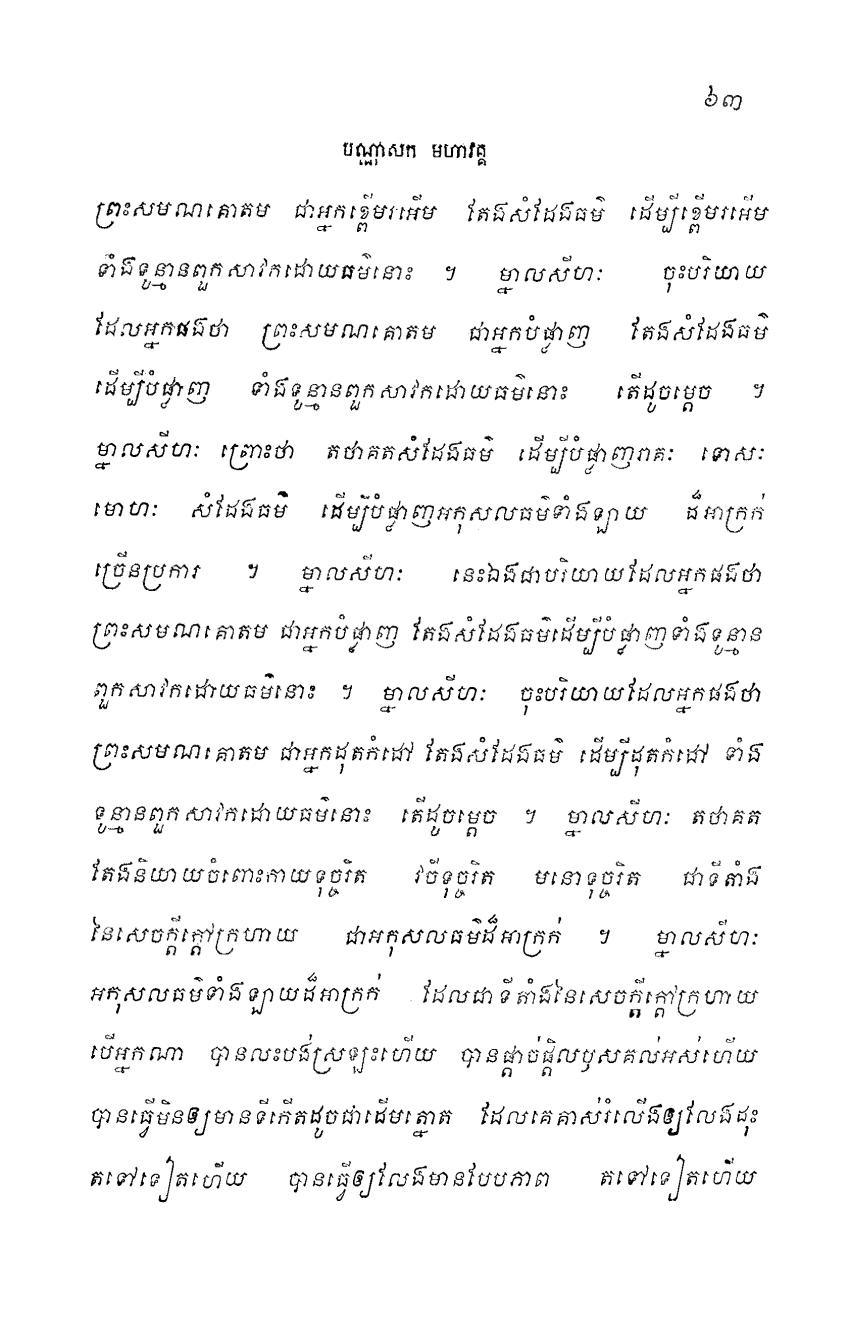 ៦៣
បណ្ណាសក មហាវគ្គ
ព្រះសមណគោតម ជាអ្នកខ្ពើមរអើម តែងសំដែងធម៌ ដើម្បីខ្ពើមរអើម
ទាំងទូន្មានពួកសាវកដោយធម៌នោះ ។ ម្នាលសីហៈ ចុះបរិយាយ
ដែលអ្នកផងថា ព្រះសមណគោតម ជាអ្នកបំផ្លាញ តែងសំដែងធម៌
ដើម្បីបំផ្លាញ ទាំងទូន្មានពួកសាវកដោយធម៌នោះ តើដូចម្តេច ។
ម្នាលសីហៈ ព្រោះថា តថាគតសំដែងធម៌ ដើម្បីបំផ្លាញរាគៈ ទោសៈ
មោហៈ សំដែងធម៌ ដើម្បីបំផ្លាញអកុសលធម៌ទាំងឡាយ ដ៏អាក្រក់
ច្រើនប្រការ ។ ម្នាលសីហៈ នេះឯងជាបរិយាយដែលអ្នកផងថា
ព្រះសមណគោតម ជាអ្នកបំផ្លាញ តែងសំដែងធម៌ដើម្បីបំផ្លាញទាំងទូន្មាន
ពួកសាវកដោយធម៌នោះ ។ ម្នាលសីហៈ ចុះបរិយាយដែលអ្នកផងថា
ព្រះសមណគោតម ជាអ្នកដុតកំដៅ តែងសំដែងធម៌ ដើម្បីដុតកំដៅ ទាំង
ទូន្មានពួកសាវកដោយធម៌នោះ តើដូចម្តេច ។ ម្នាលសីហៈ តថាគត
តែងនិយាយចំពោះកាយទុច្ចរិត វចីទុច្ចរិត មនោទុច្ចរិត ជាទីតាំង
នៃសេចក្តីក្តៅក្រហាយ ជាអកុសលធម៌ដ៏អាក្រក់ ។ ម្នាលសីហៈ
អកុសលធម៌ទាំងឡាយដ៏អាក្រក់ ដែលជាទីតាំងនៃសេចក្តីក្តៅក្រហាយ
បើអ្នកណា បានលះបង់ស្រឡះហើយ បានផ្តាច់ផ្តិលឫសគល់អស់ហើយ
បានធ្វើមិនឲ្យមានទីកើតដូចជាដើមត្នោត ដែលគេគាស់រំលើងឲ្យលែងដុះ
តទៅទៀតហើយ បានធ្វើឲ្យលែងមានបែបភាព តទៅទៀតហើយ